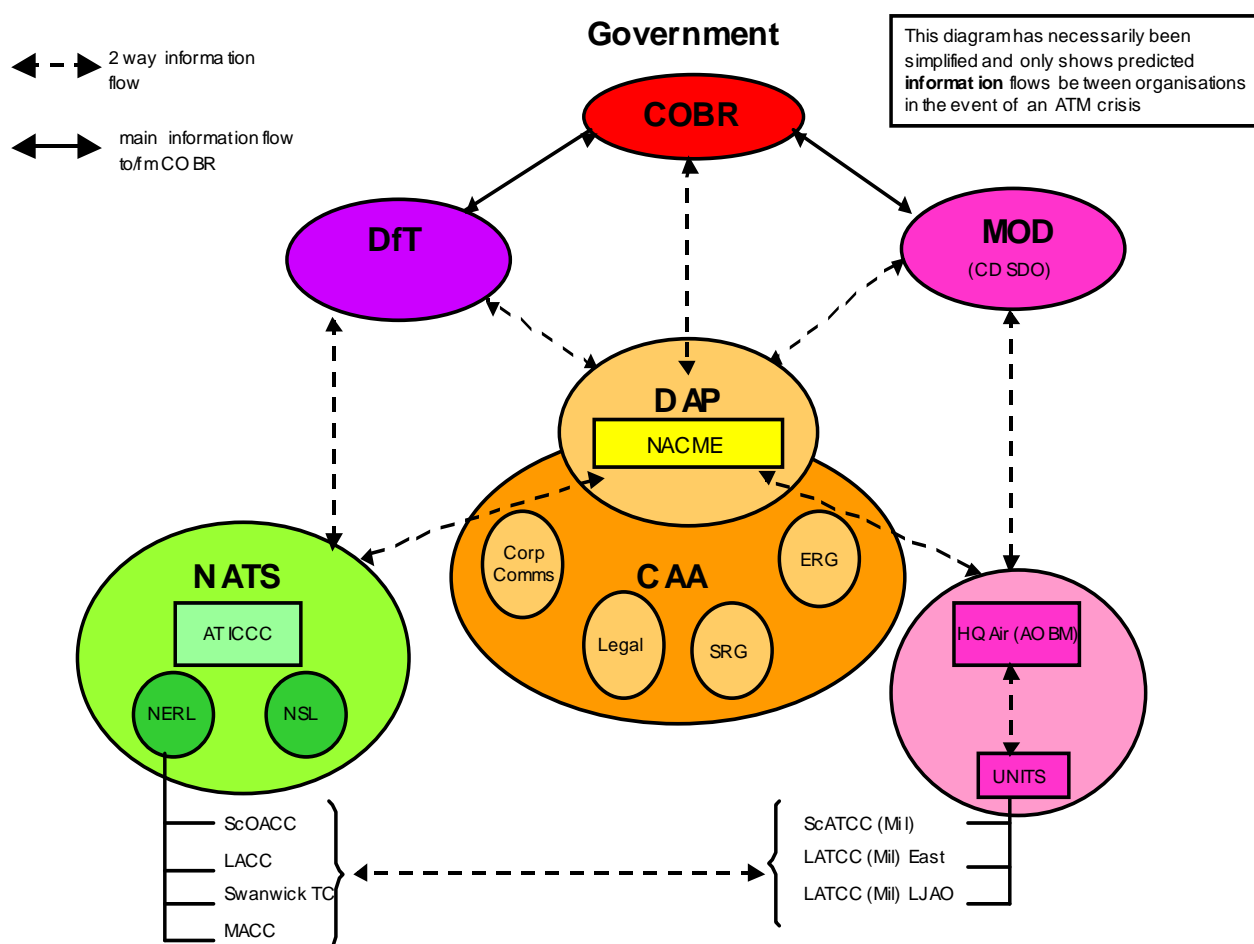 Government
2 way information
flow
main information flow
to/fm COBR
This diagram has necessarily been
simplified and only shows predicted
information flows between organisations
in the event of an ATM crisis
COBR
DfT
MOD
(CD SDO)
DAP
NACME
NATS
ATICCC
NERL
NSL
Corp
Comms
CAA
ERG
Legal
SRG
HQ Air (AOBM)
UNITS
ScOACC
LACC
Swanwick TC
MACC
ScATCC (Mil)
LATCC (Mil) East
LATCC (Mil) LJAO